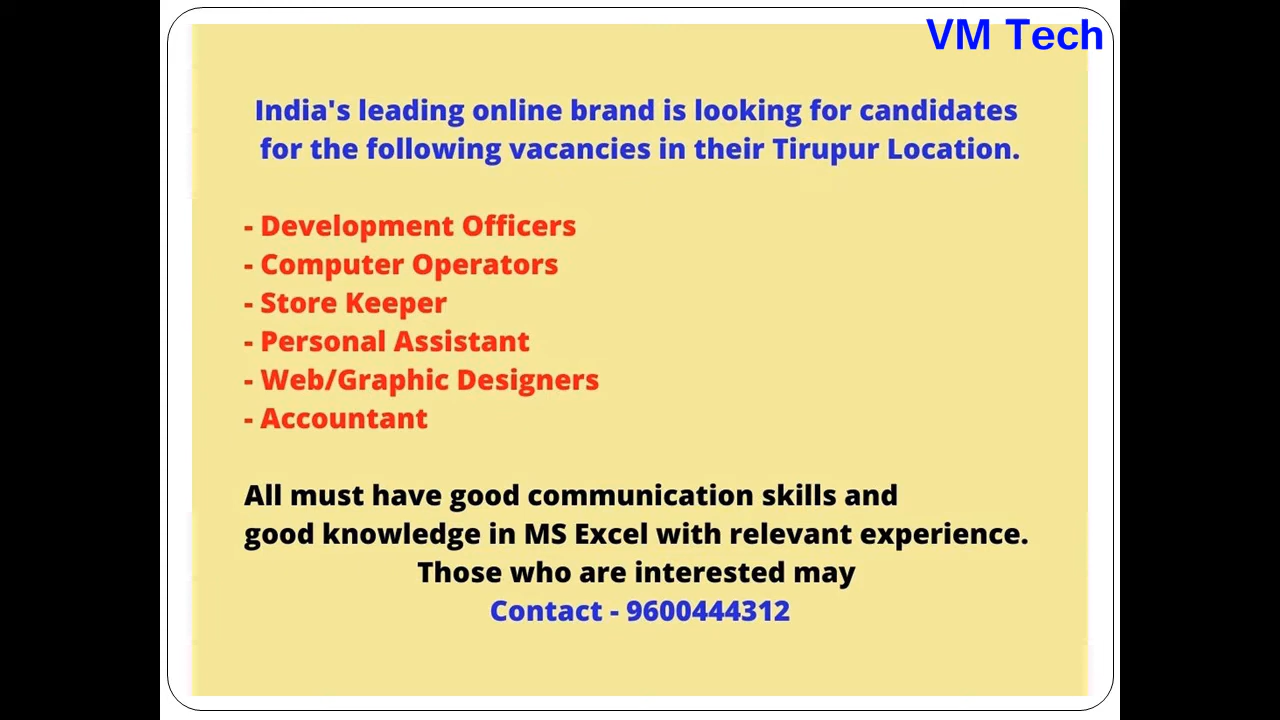 VM Tech
India's leading online brand is looking for candidates
for the following vacancies in their Tirupur Location.
- Development Officers
- Computer Operators
- Store Keeper
- Personal Assistant
- Web/Graphic Designers
- Accountant
All must have good communication skills and
good knowledge in MS Excel with relevant experience.
Those who are interested may
Contact - 9600444312